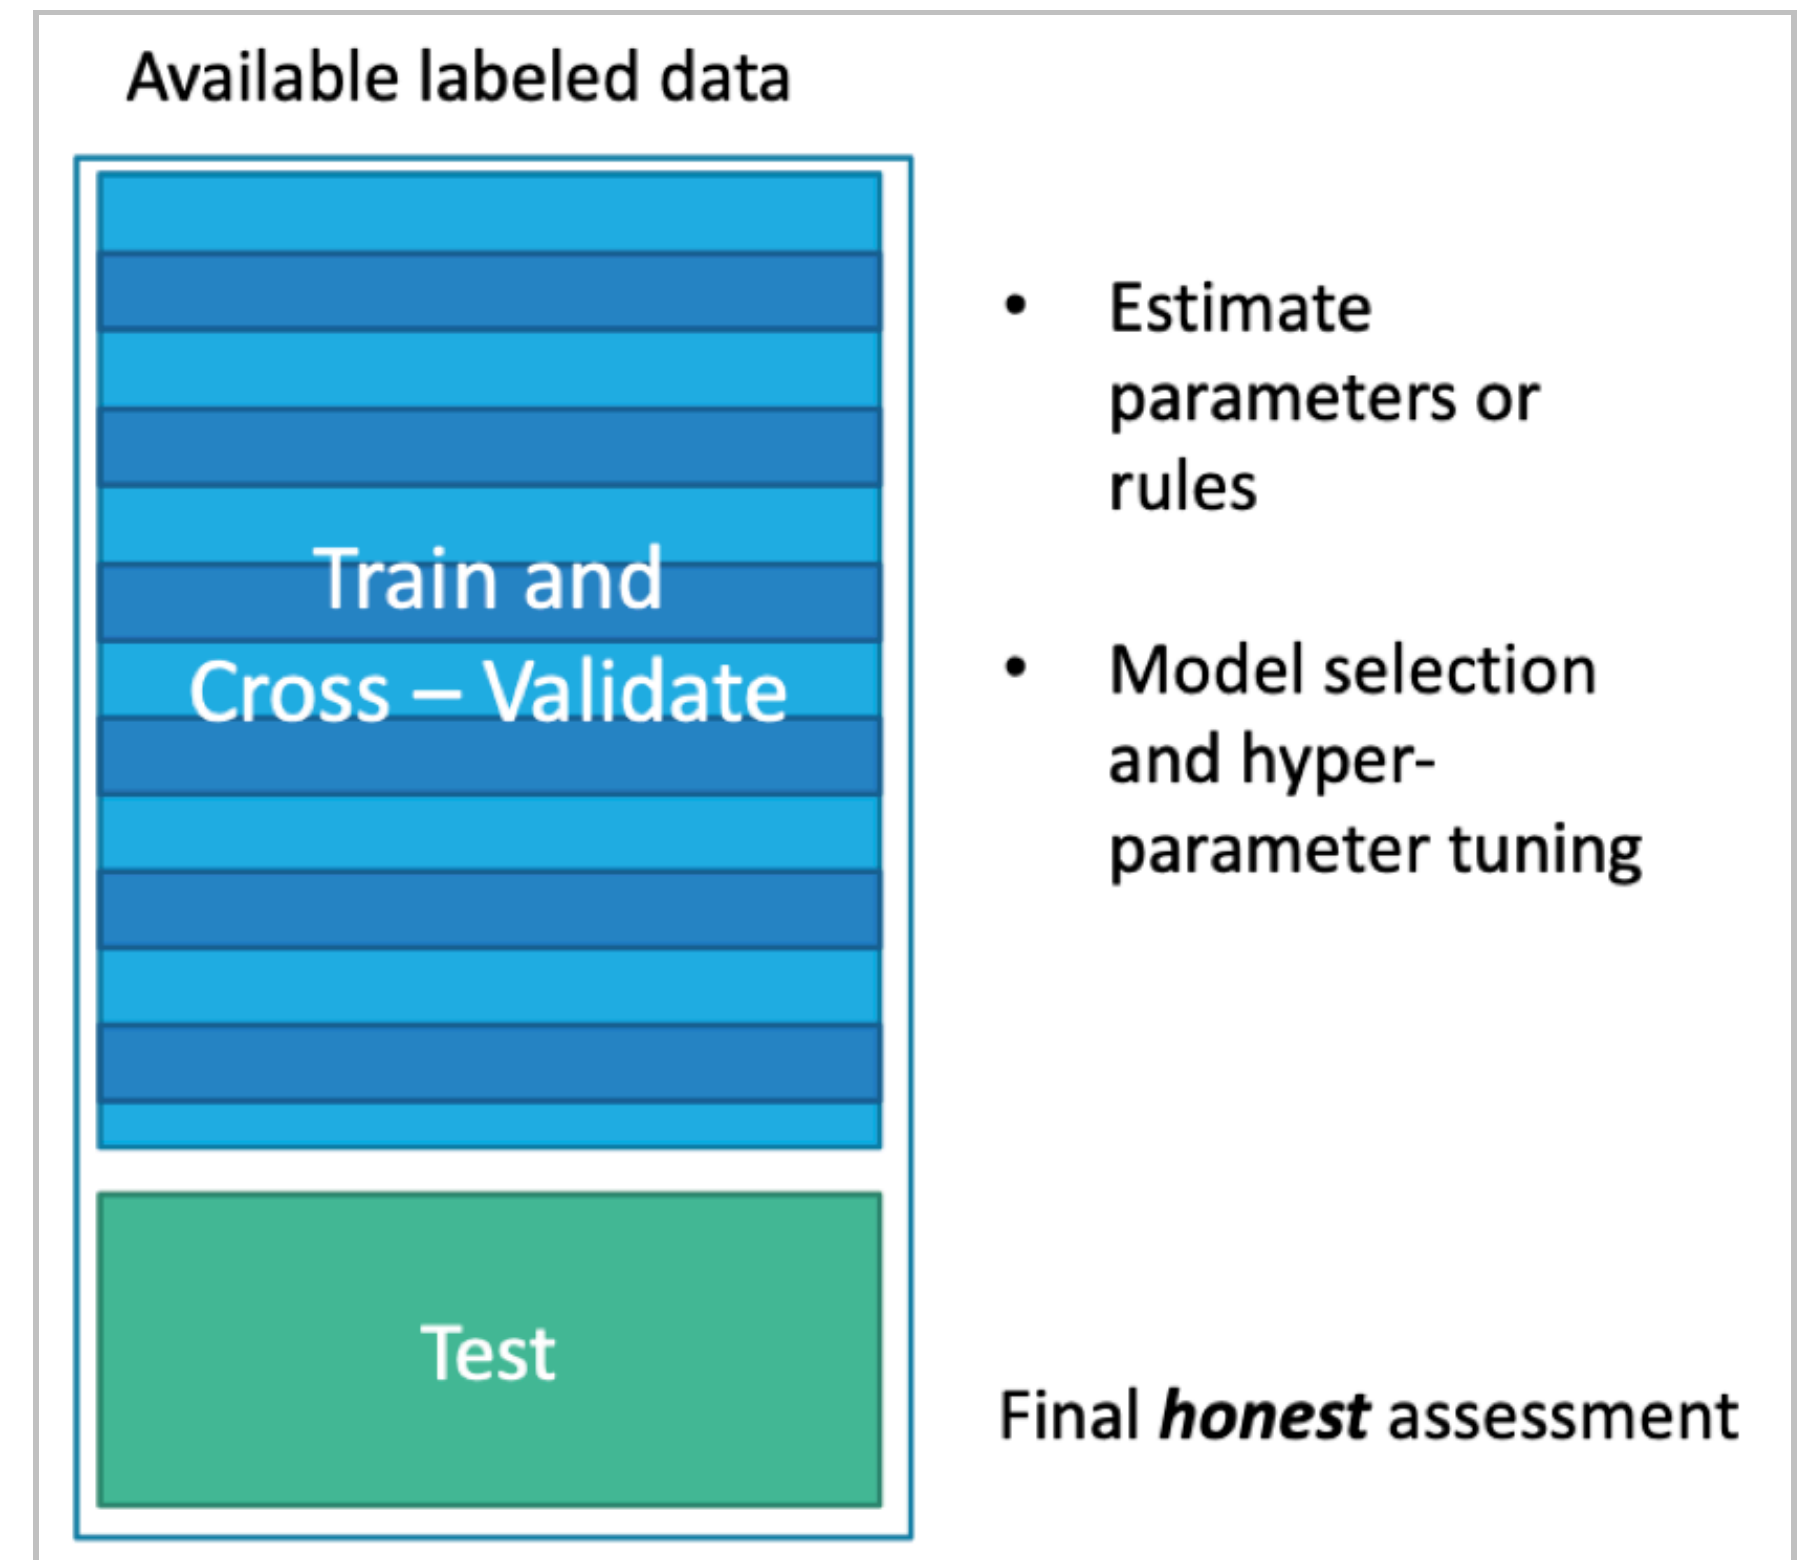 Available labeled data
Train and
Cross – Validate
• Estimate
parameters or
rules
• Model selection
and hyper-
parameter tuning
Test
Final honest assessment